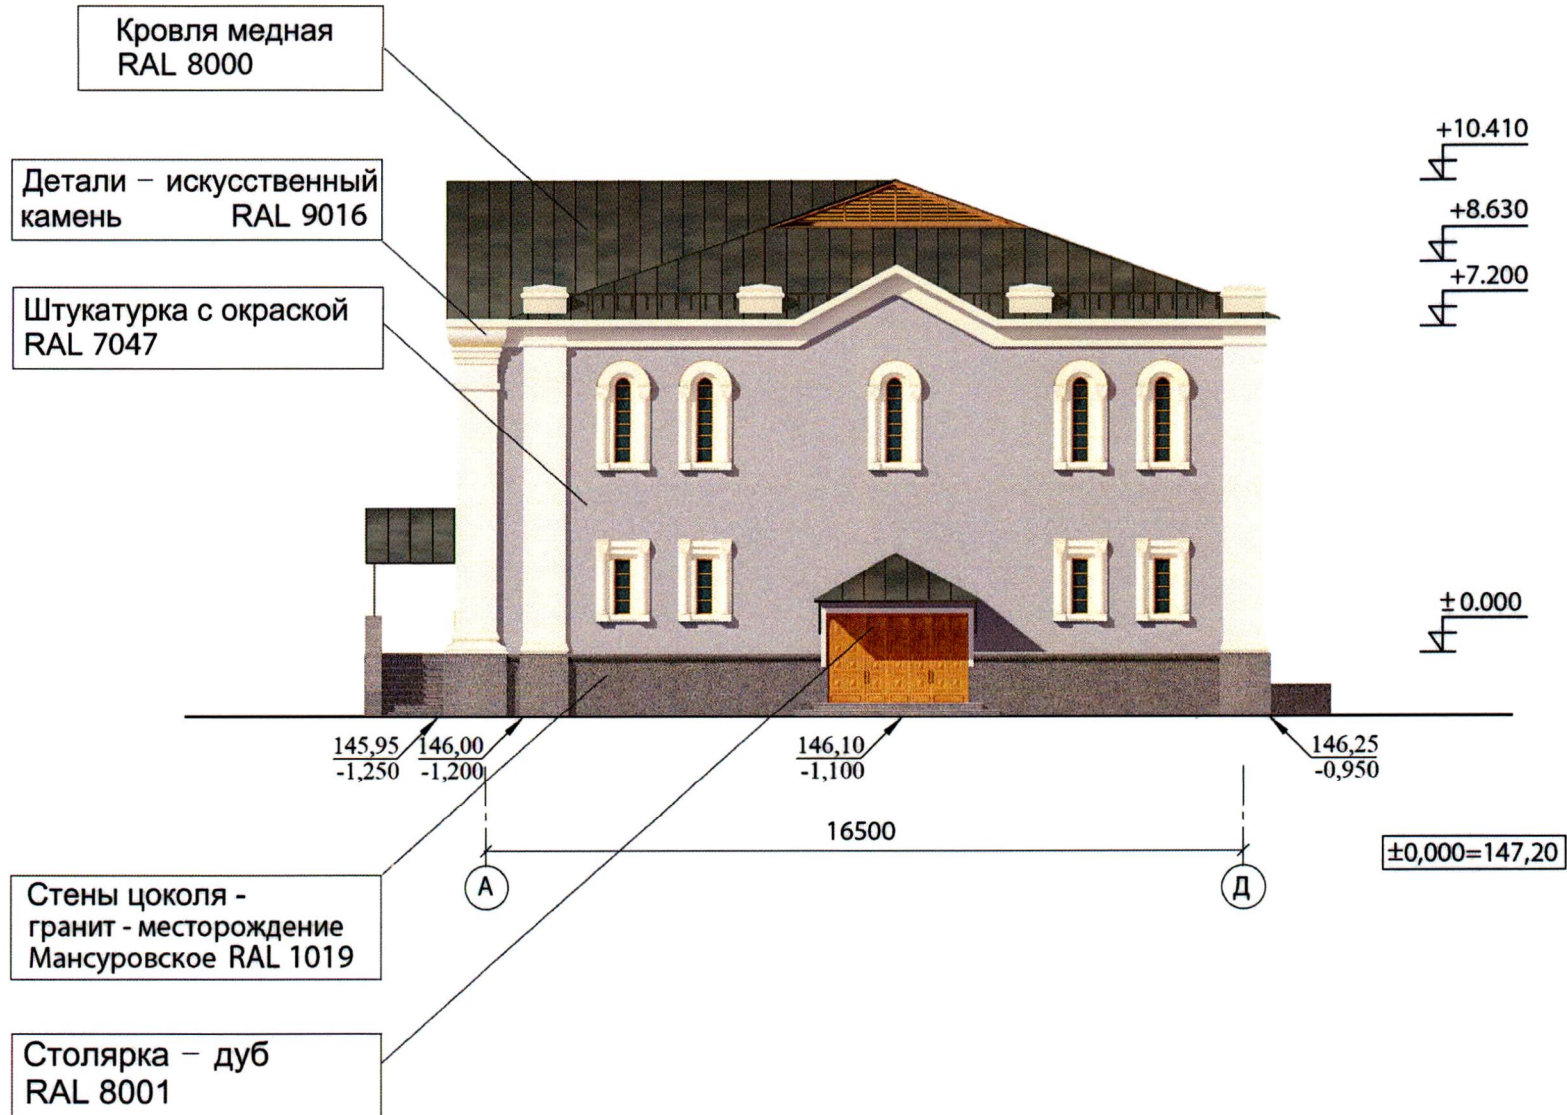 Кровля медная
RAL 8000
Детали – искусственный
камень RAL 9016
Штукатурка с окраской
RAL 7047
+10.410
+8.630
+7.200
±0.000
145,95
-1,250
146,00
-1,200
146,10
-1,100
146,25
-0,950
16500
А
Д
±0,000=147,20
Стены цоколя -
гранит - месторождение
Мансуровское RAL 1019
Столярка – дуб
RAL 8001